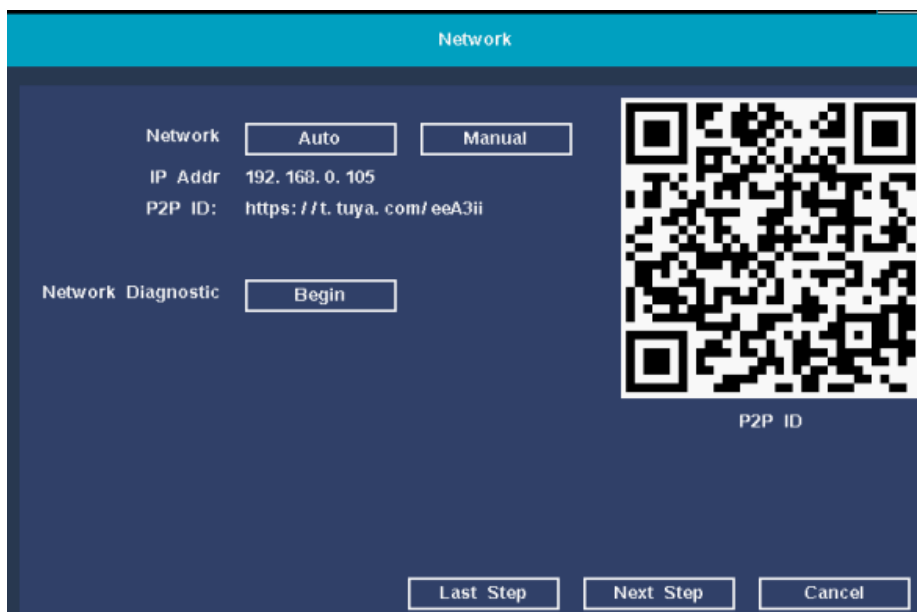 Network
Network Auto Manual
IP Addr 192.168.0.105
P2P ID: https://t.tuya.com/eeA3ii
Network Diagnostic Begin
P2P ID
Last Step Next Step Cancel